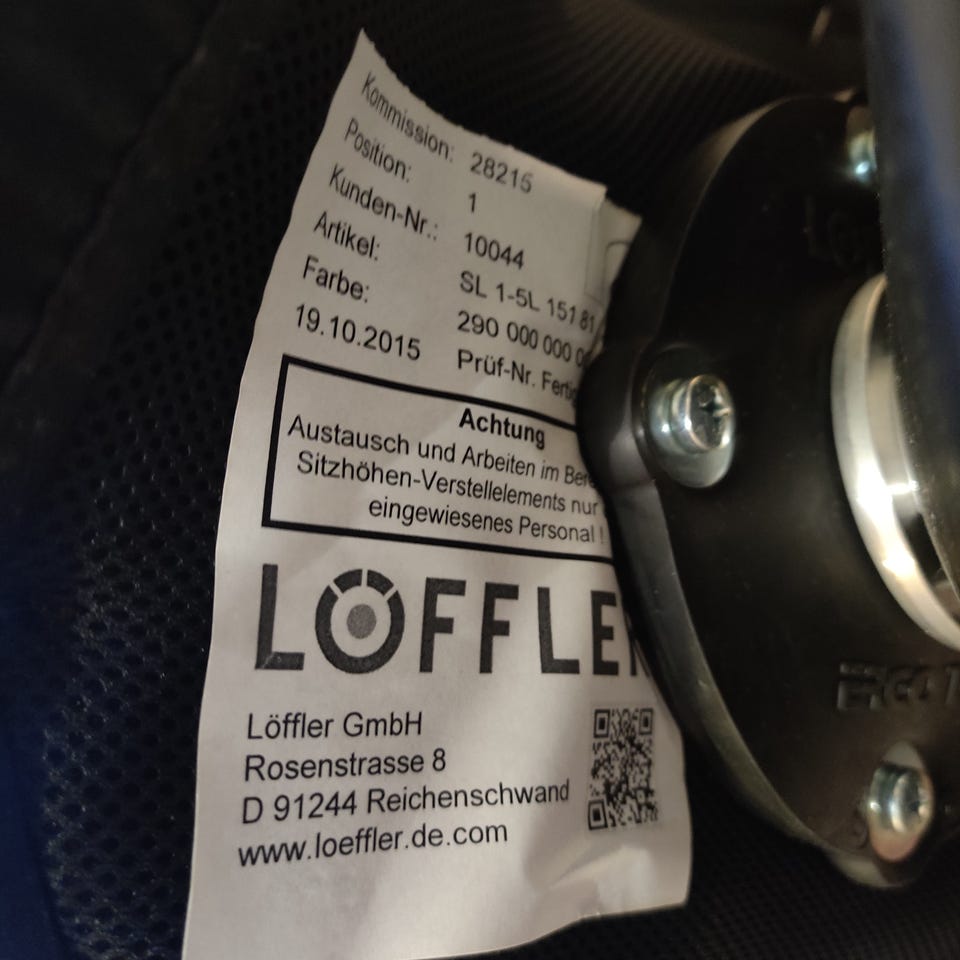 Kommission: 28215
Position: 1
Kunden-Nr.: 10044
Artikel: SL 1-5L 151 81
Farbe: 290 000 000
19.10.2015 Prüf-Nr.
Achtung
Austausch und Arbeiten im
Sitzhöhen-Verstellelements nur
eingewiesenes Personal !
LÖFFLER
Löffler GmbH
Rosenstrasse 8
D 91244 Reichenschwand
www.loeffler.de.com